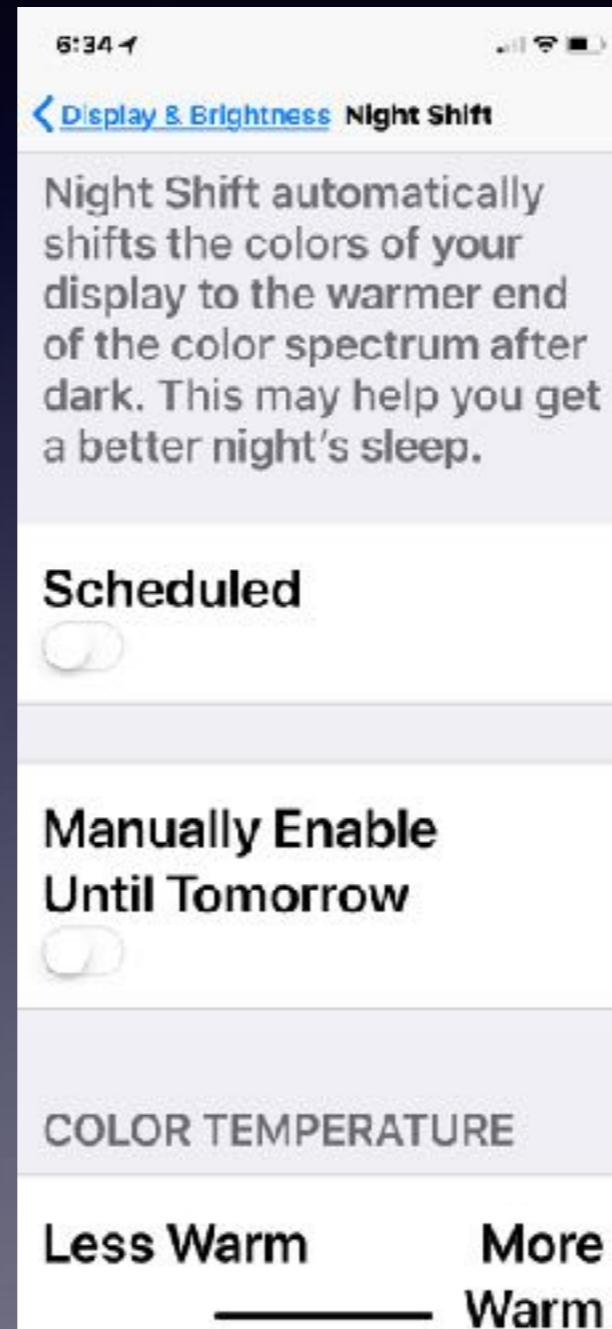 6:34
Display & Brightness Night Shift
Night Shift automatically
shifts the colors of your
display to the warmer end
of the color spectrum after
dark. This may help you get
a better night's sleep.
Scheduled
Manually Enable
Until Tomorrow
COLOR TEMPERATURE
Less Warm More
Warm